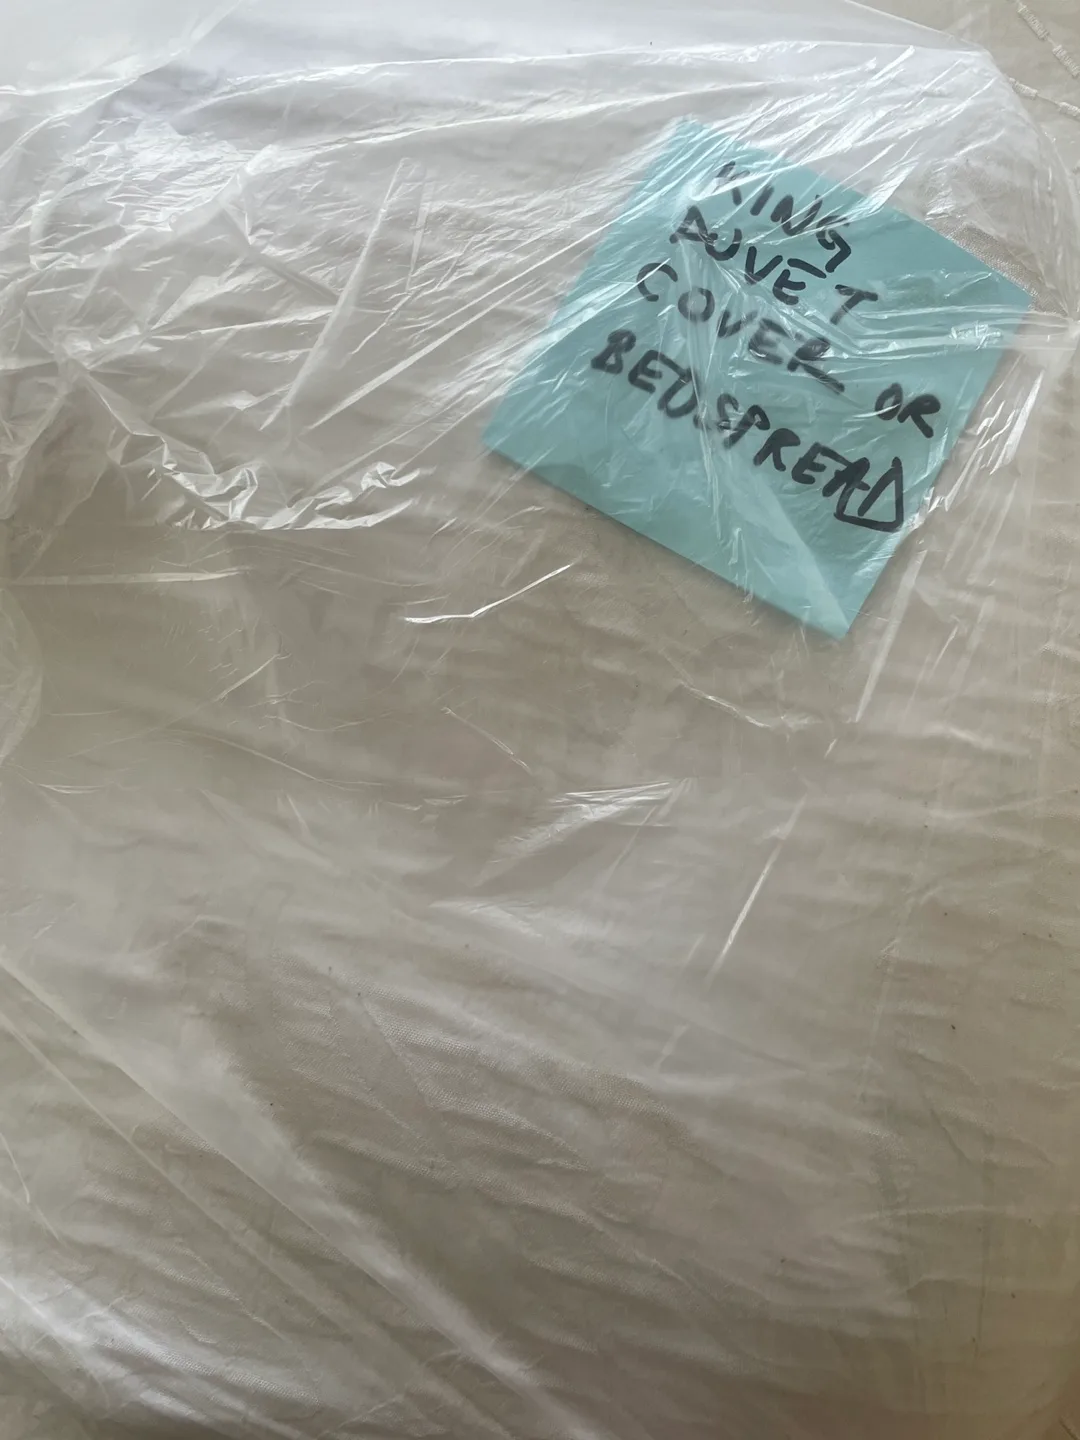 KING
DUVET
COVER OR
BEDSPREAD